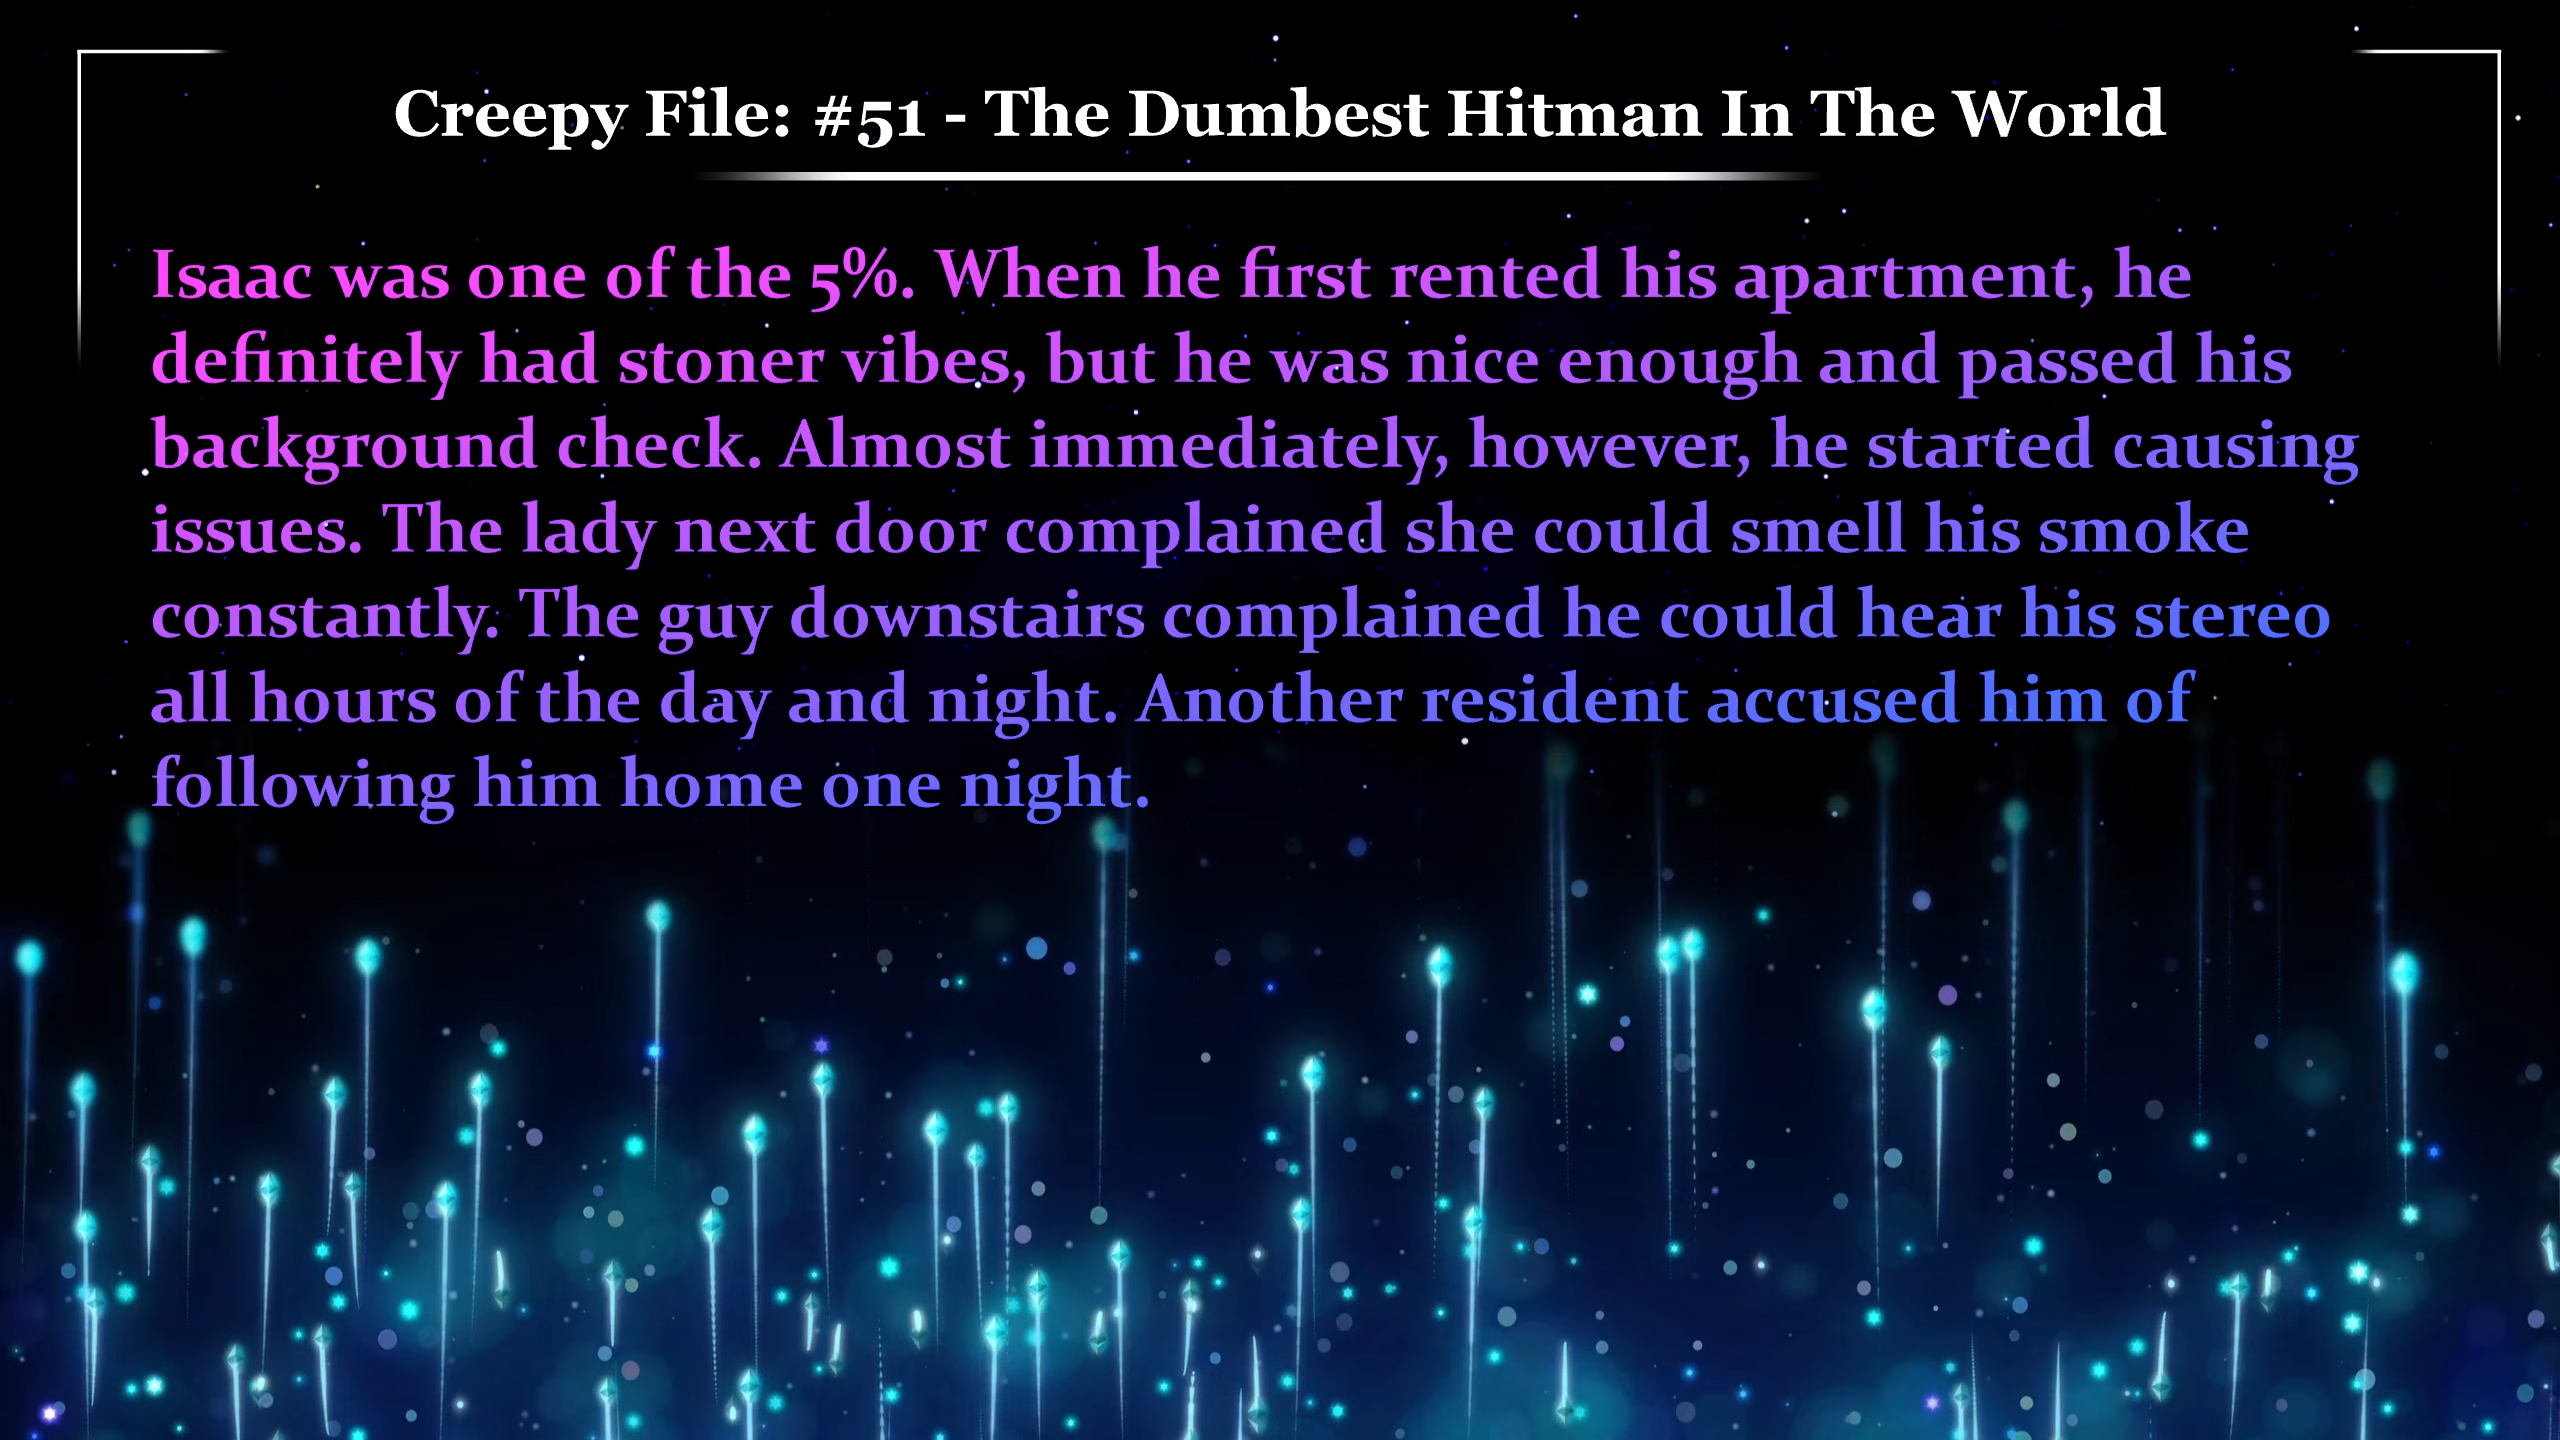 Creepy File: #51 - The Dumbest Hitman In The World
Isaac was one of the 5%. When he first rented his apartment, he
definitely had stoner vibes, but he was nice enough and passed his
background check. Almost immediately, however, he started causing
issues. The lady next door complained she could smell his smoke
constantly. The guy downstairs complained he could hear his stereo
all hours of the day and night. Another resident accused him of
following him home one night.